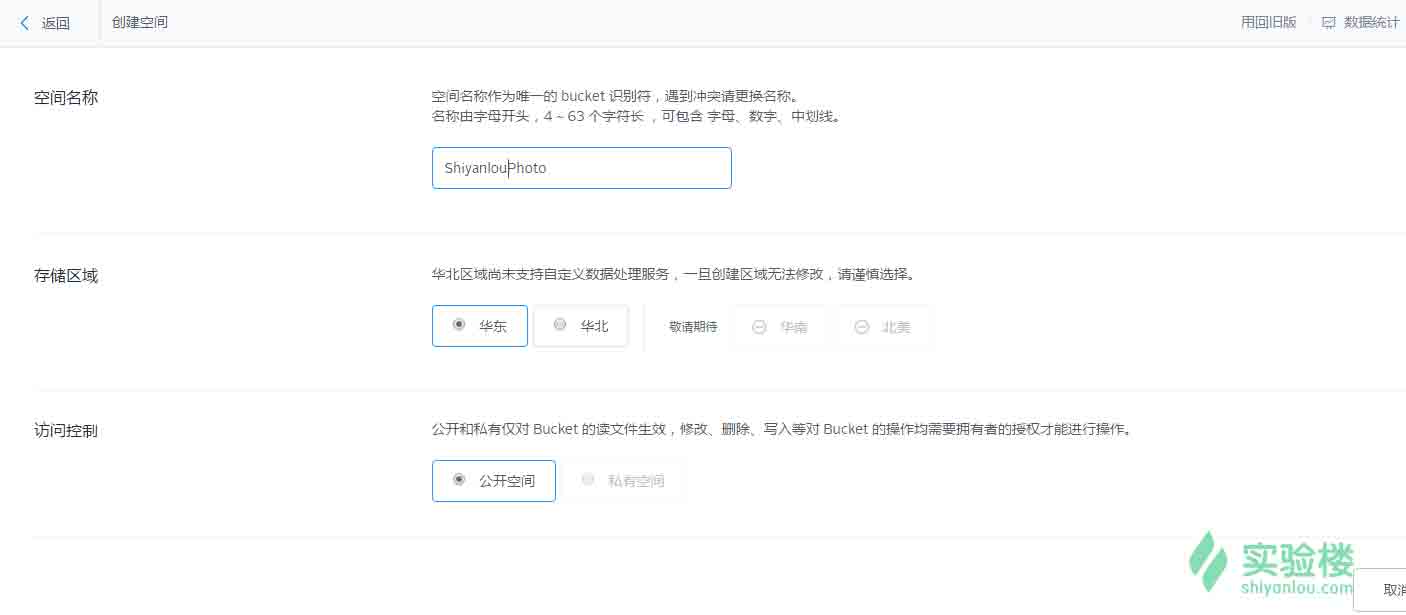 返回
创建空间
用回旧版
数据统计
空间名称
空间名称作为唯一的 bucket 识别符，遇到冲突请更换名称。
名称由字母开头，4 ~ 63 个字符长 ，可包含 字母、数字、中划线。
ShiyanlouPhoto
存储区域
华北区域尚未支持自定义数据处理服务，一旦创建区域无法修改，请谨慎选择。
华东
华北
敬请期待
华南
北美
访问控制
公开和私有仅对 Bucket 的读文件生效，修改、删除、写入等对 Bucket 的操作均需要拥有者的授权才能进行操作。
公开空间
私有空间
实验楼
shiyanlou.com
取消